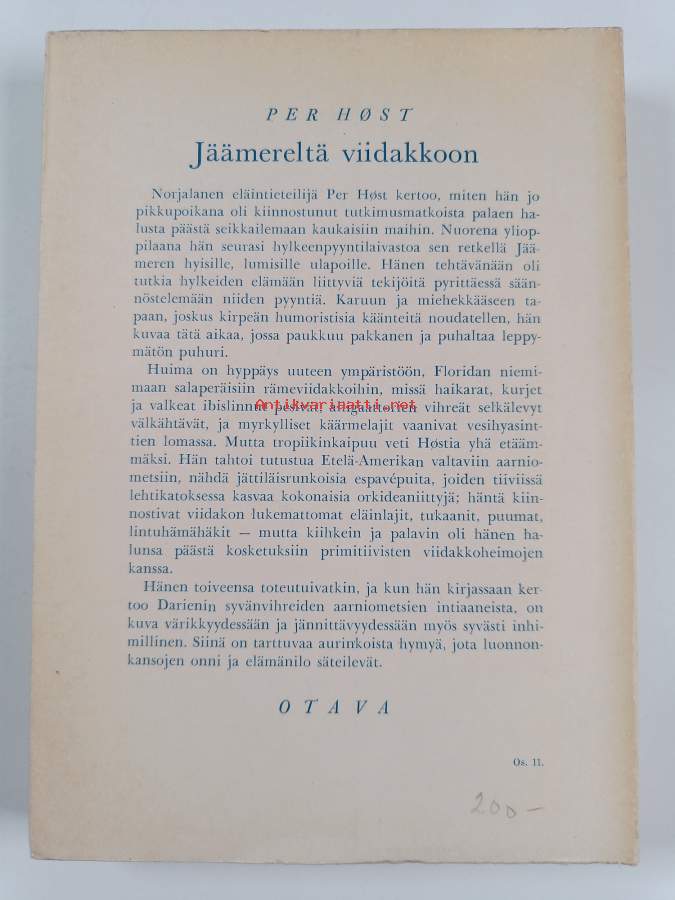 PER HØST
Jäämereltä viidakkoon
Norjalanen eläintieteilijä Per Høst kertoo, miten hän jo
pikkupoikana oli kiinnostunut tutkimusmatkoista palaen ha-
lusta päästä seikkailemaan kaukaisiin maihin. Nuorena yliop-
pilaana hän seurasi hylkeenpyyntilaivastoa sen retkellä Jää-
meren hyisille, lumisille ulapoille. Hänen tehtävänään oli
tutkia hylkeiden elämään liittyviä tekijöitä pyrittäessä sään-
nöstelemään niiden pyyntiä. Karuun ja miehekkääseen ta-
paan, joskus kirpeän humoristisia käänteitä noudatellen, hän
kuvaa tätä aikaa, jossa paukkuu pakkanen ja puhaltaa leppy-
mätön puhuri.
Huima on hyppäys uuteen ympäristöön, Floridan niemi-
maan salaperäisiin rämeviidakkoihin, missä haikarat, kurjet
ja valkeat ibislinnut pesivät, alligaattorien vihreät selkälevyt
Antikvariaatti.net
välkähtävät, ja myrkylliset käärmelajit vaanivat vesihyasint-
tien lomassa. Mutta tropiikinkaipuu veti Høstia yhä etääm-
mäksi. Hän tahtoi tutustua Etelä-Amerikan valtaviin aarnio-
metsiin, nähdä jättiläisrunkoisia espavépuita, joiden tiiviissä
lehtikatoksessa kasvaa kokonaisia orkideaniittyjä; häntä kiin-
nostivat viidakon lukemattomat eläinlajit, tukaanit, puumat,
lintuhämähäkit — mutta kiihkein ja palavin oli hänen ha-
lunsa päästä kosketuksiin primitiivisten viidakkoheimojen
kanssa.
Hänen toiveensa toteutuivatkin, ja kun hän kirjassaan ker-
too Darienin syvänvihreiden aarniometsien intiaaneista, on
kuva värikkyydessään ja jännittävyydessään myös syvästi inhi-
millinen. Siinä on tarttuvaa aurinkoista hymyä, jota luonnon-
kansojen onni ja elämänilo säteilevät.
OTAVA
Os. 11.
200 –